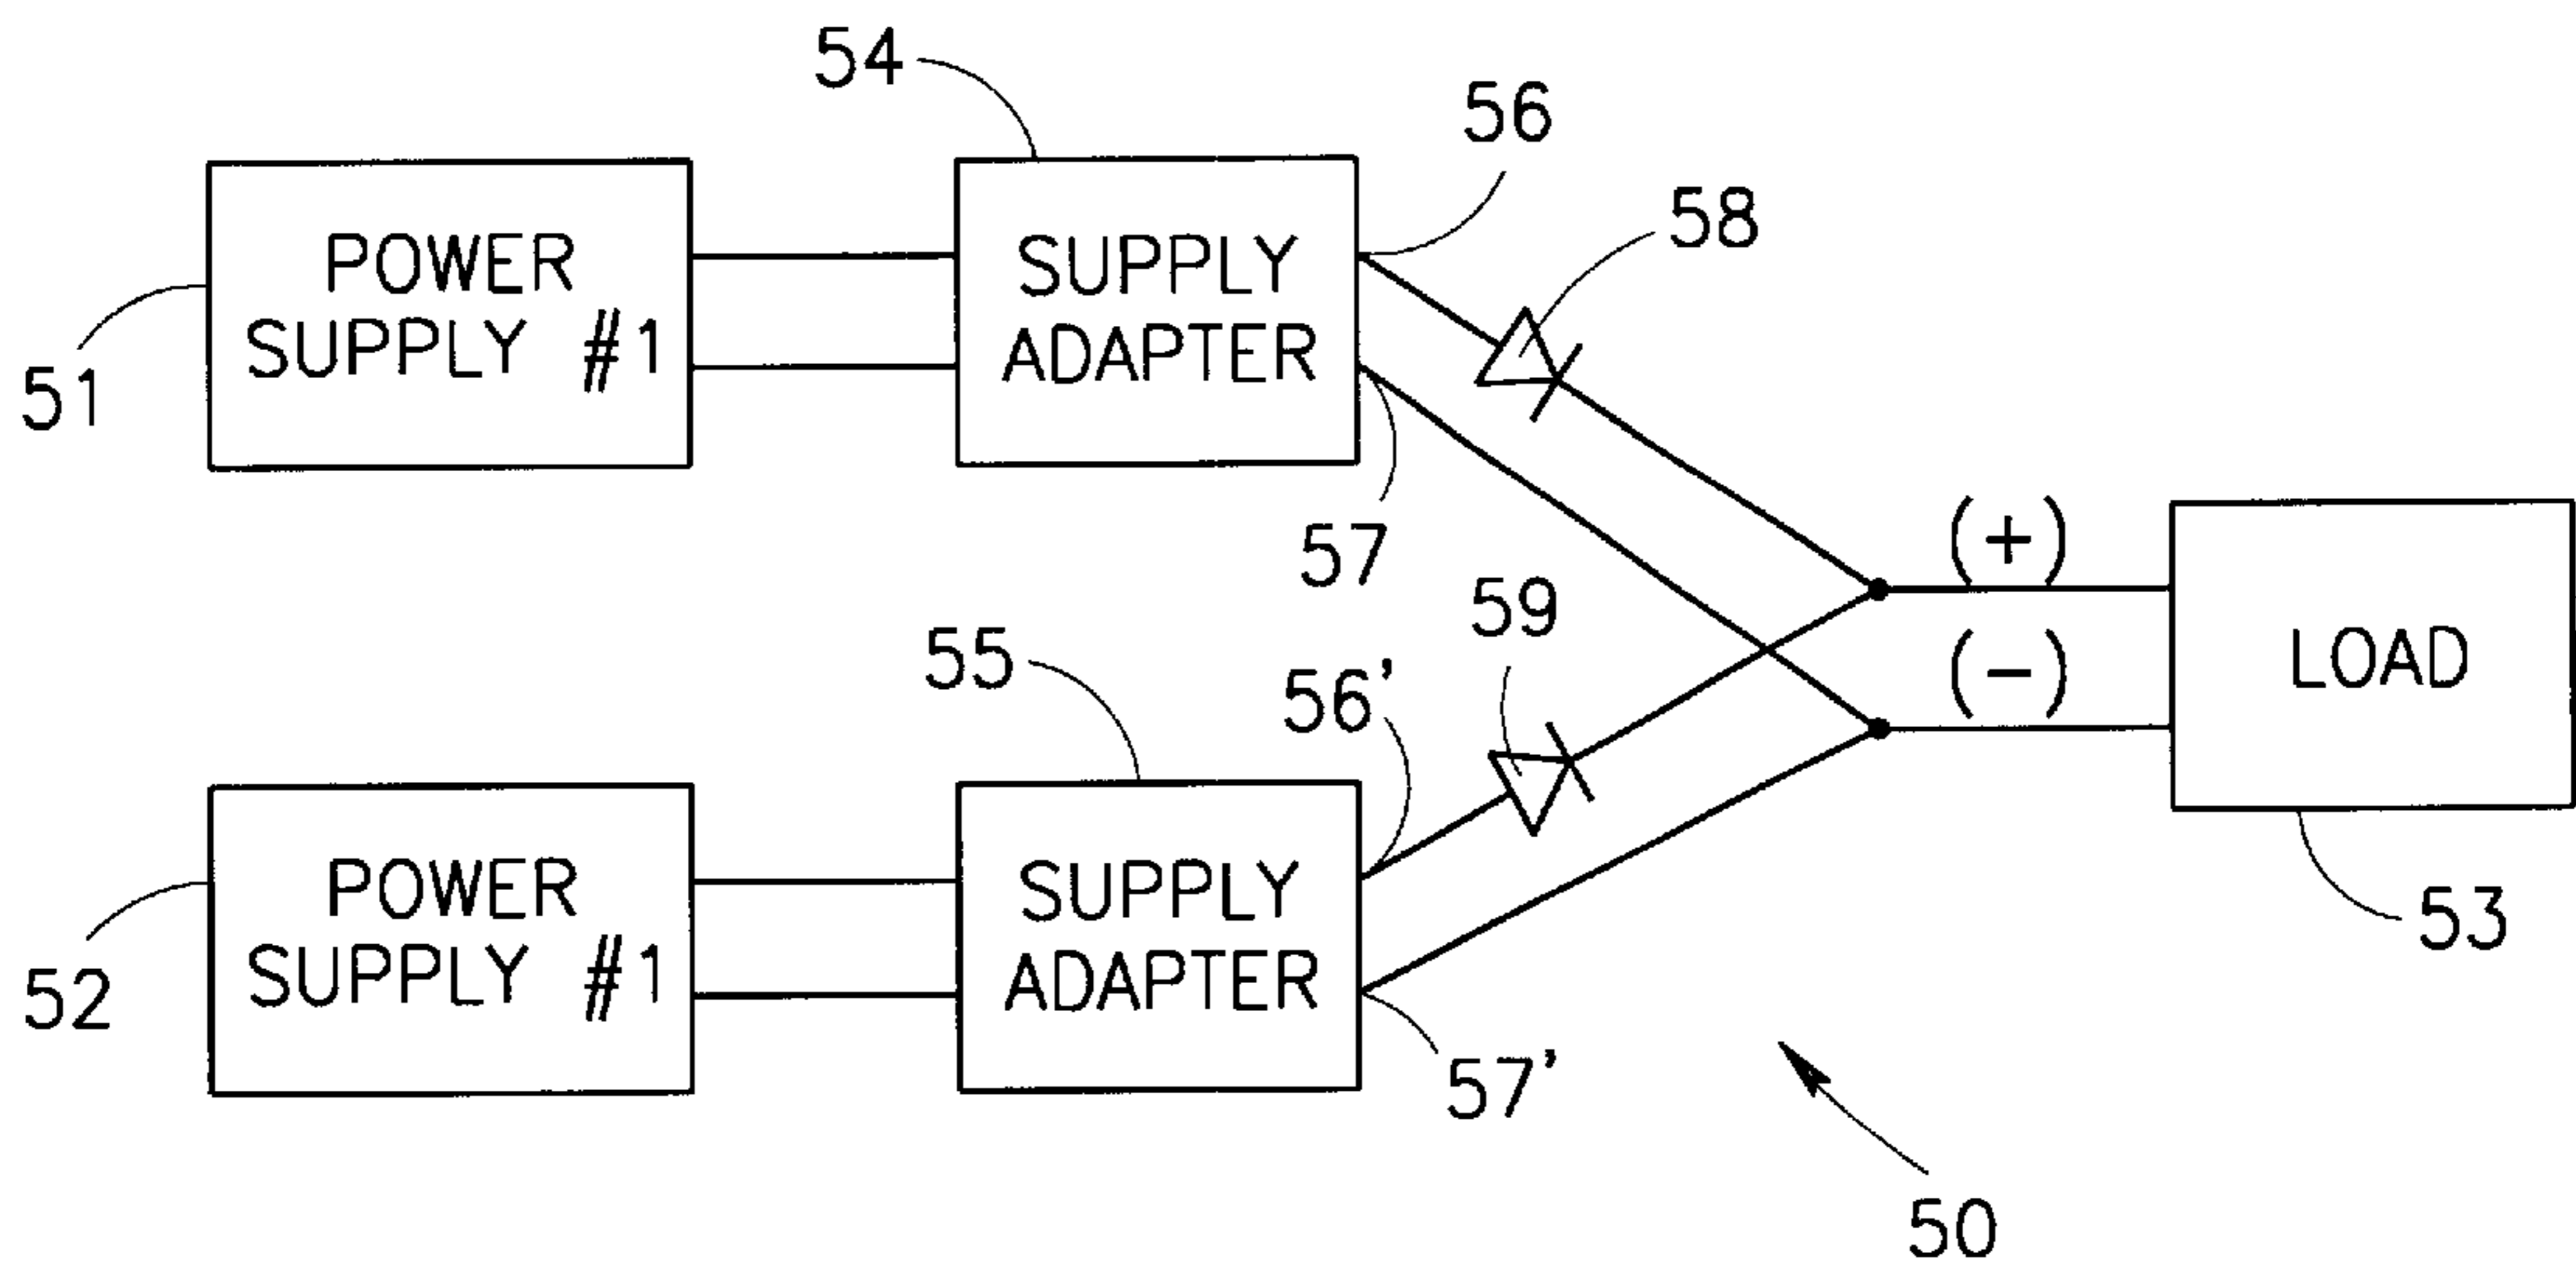 54
56
58
POWER
SUPPLY #1
SUPPLY
ADAPTER
51
57
(+)
59
(-)
LOAD
55
56'
53
POWER
SUPPLY #1
SUPPLY
ADAPTER
52
57'
50